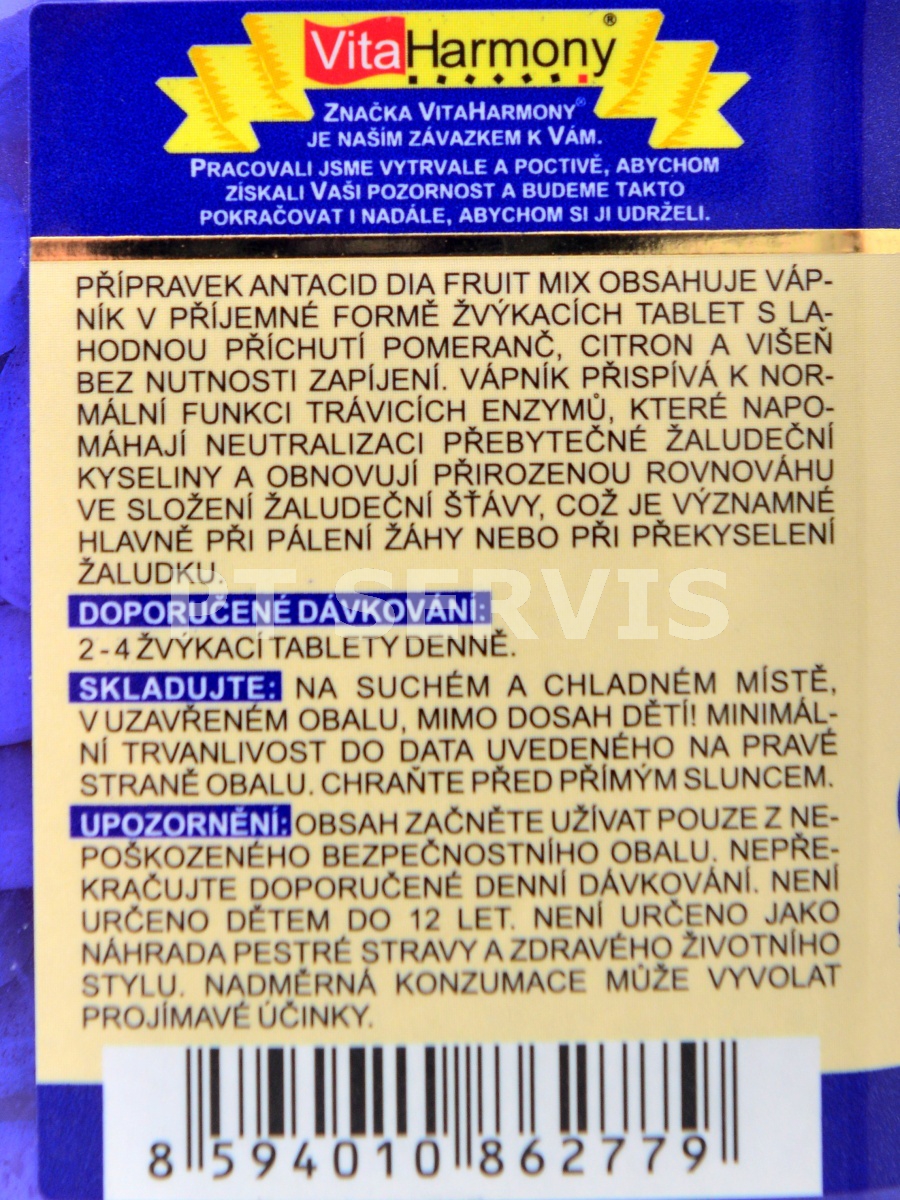 VitaHarmony®
ZNAČKA VITAHARMONY®
JE NAŠÍM ZÁVAZKEM K VÁM.
PRACOVALI JSME VYTRVALE A POCTIVĚ, ABYCHOM
ZÍSKALI VAŠI POZORNOST A BUDEME TAKTO
POKRAČOVAT I NADÁLE, ABYCHOM SI JI UDRŽELI.
PŘÍPRAVEK ANTACID DIA FRUIT MIX OBSAHUJE VÁP-
NÍK V PŘÍJEMNÉ FORMĚ ŽVÝKACÍCH TABLET S LA-
HODNOU PŘÍCHUTÍ POMERANČ, CITRON A VIŠEŇ
BEZ NUTNOSTI ZAPÍJENÍ. VÁPNÍK PŘISPÍVÁ K NOR-
MÁLNÍ FUNKCI TRÁVICÍCH ENZYMŮ, KTERÉ NAPO-
MÁHAJÍ NEUTRALIZACI PŘEBYTEČNÉ ŽALUDEČNÍ
KYSELINY A OBNOVUJÍ PŘIROZENOU ROVNOVÁHU
VE SLOŽENÍ ŽALUDEČNÍ ŠŤÁVY, COŽ JE VÝZNAMNÉ
HLAVNĚ PŘI PÁLENÍ ŽÁHY NEBO PŘI PŘEKYSELENÍ
ŽALUDKU.
PT SERVIS
DOPORUČENÉ DÁVKOVÁNÍ:
2 - 4 ŽVÝKACÍ TABLETY DENNĚ.
SKLADUJTE: NA SUCHÉM A CHLADNÉM MÍSTĚ,
V UZAVŘENÉM OBALU, MIMO DOSAH DĚTÍ! MINIMÁL-
NÍ TRVANLIVOST DO DATA UVEDENÉHO NA PRAVÉ
STRANĚ OBALU. CHRAŇTE PŘED PŘÍMÝM SLUNCEM.
UPOZORNĚNÍ: OBSAH ZAČNĚTE UŽÍVAT POUZE Z NE-
POŠKOZENÉHO BEZPEČNOSTNÍHO OBALU. NEPŘE-
KRAČUJTE DOPORUČENÉ DENNÍ DÁVKOVÁNÍ. NENÍ
URČENO DĚTEM DO 12 LET. NENÍ URČENO JAKO
NÁHRADA PESTRÉ STRAVY A ZDRAVÉHO ŽIVOTNÍHO
STYLU. NADMĚRNÁ KONZUMACE MŮŽE VYVOLAT
PROJÍMAVÉ ÚČINKY.
8 594010 862779